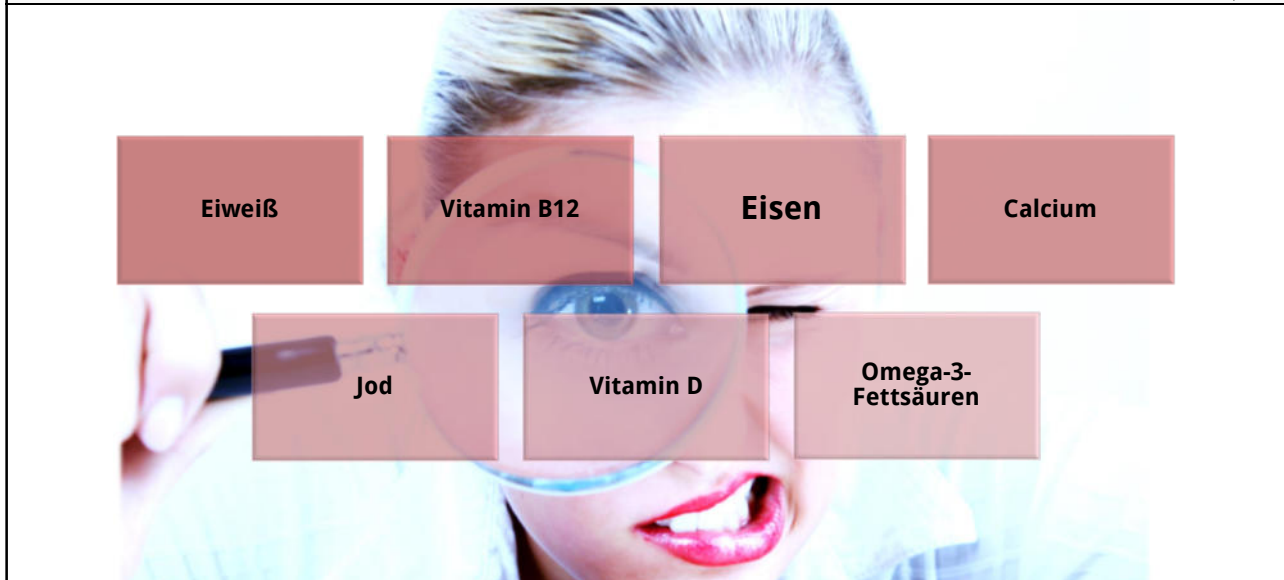 Eiweiß
Vitamin B12
Eisen
Calcium
Jod
Vitamin D
Omega-3-
Fettsäuren